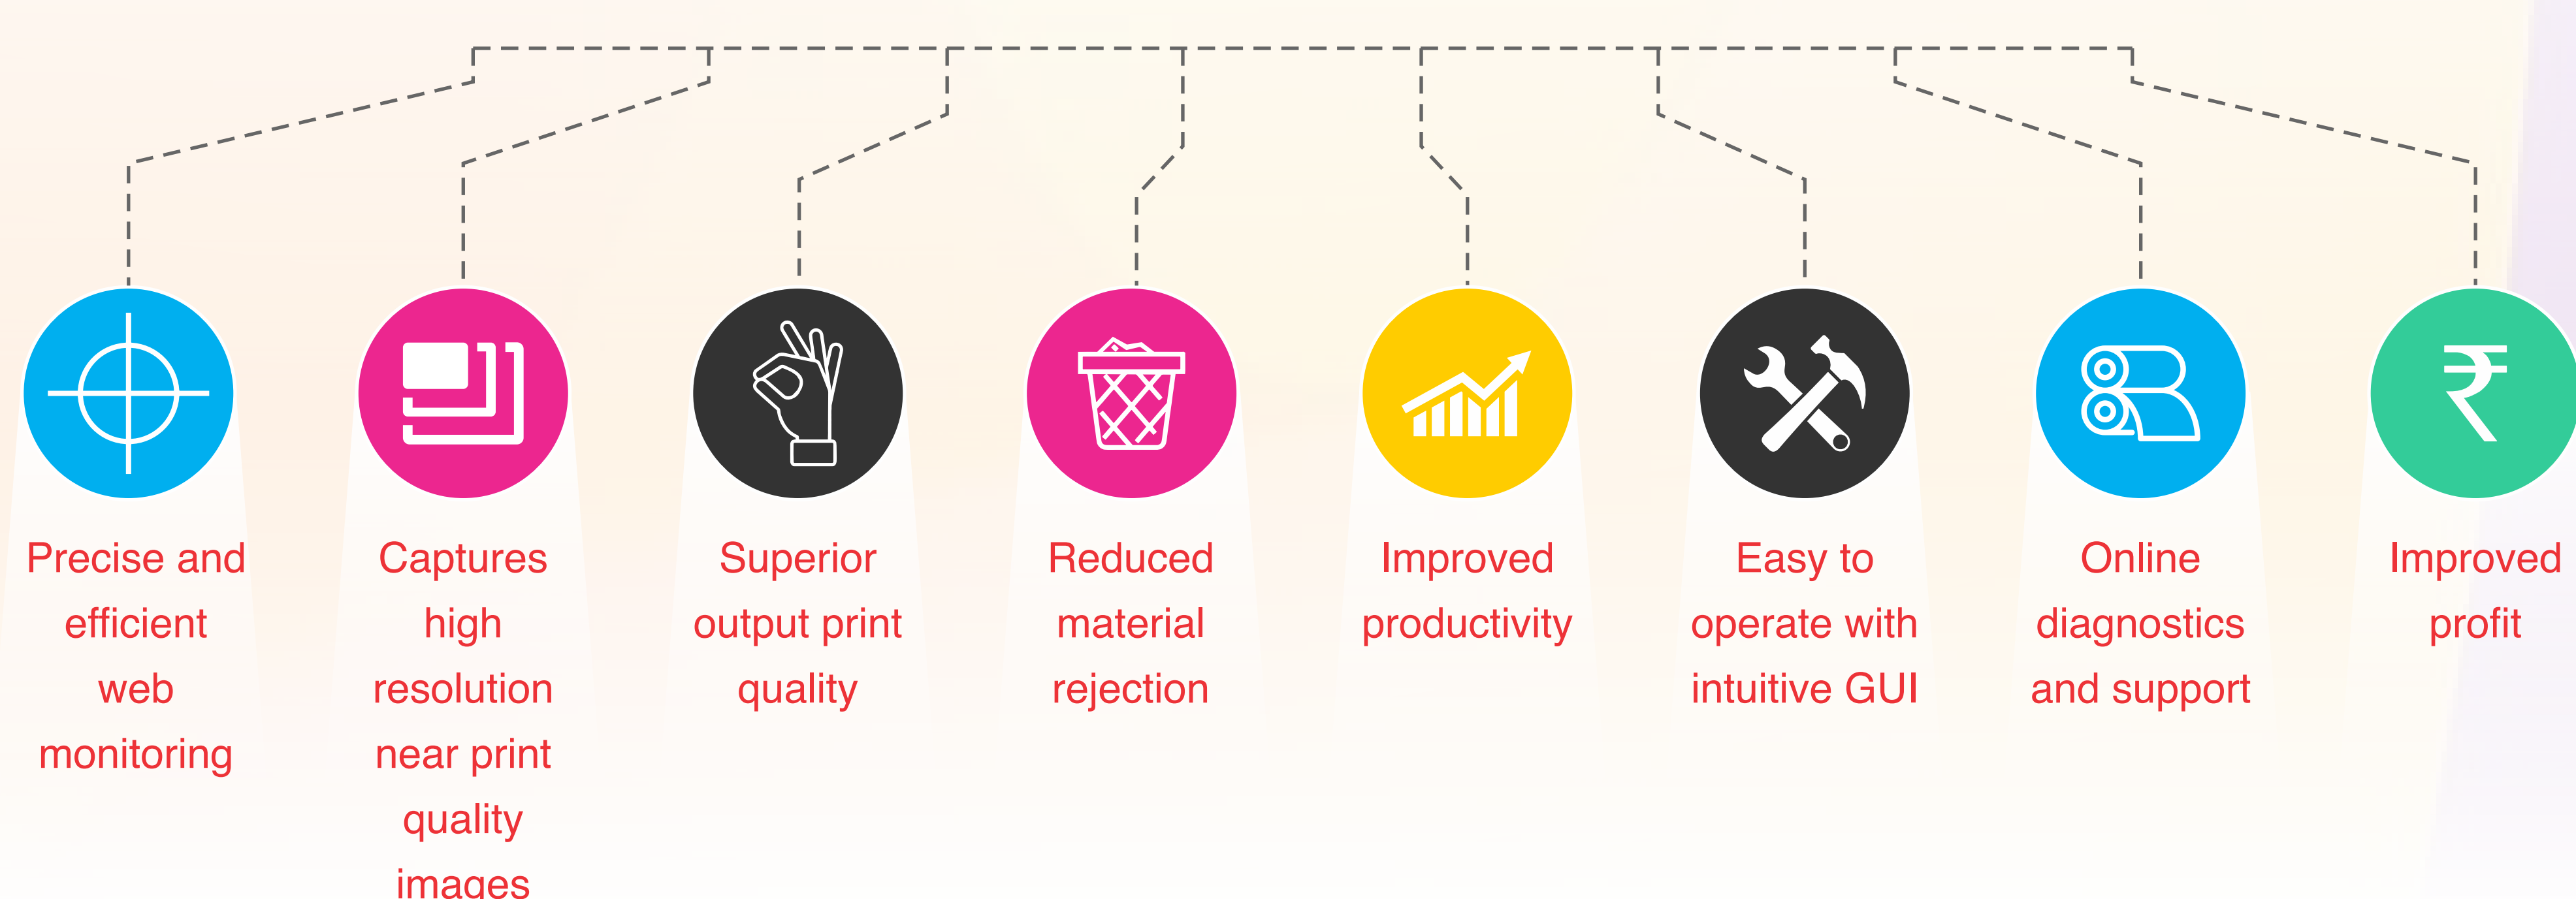 Precise and
efficient
web
monitoring
Captures
high
resolution
near print
quality
images
Superior
output print
quality
Reduced
material
rejection
Improved
productivity
Easy to
operate with
intuitive GUI
Online
diagnostics
and support
₹
Improved
profit